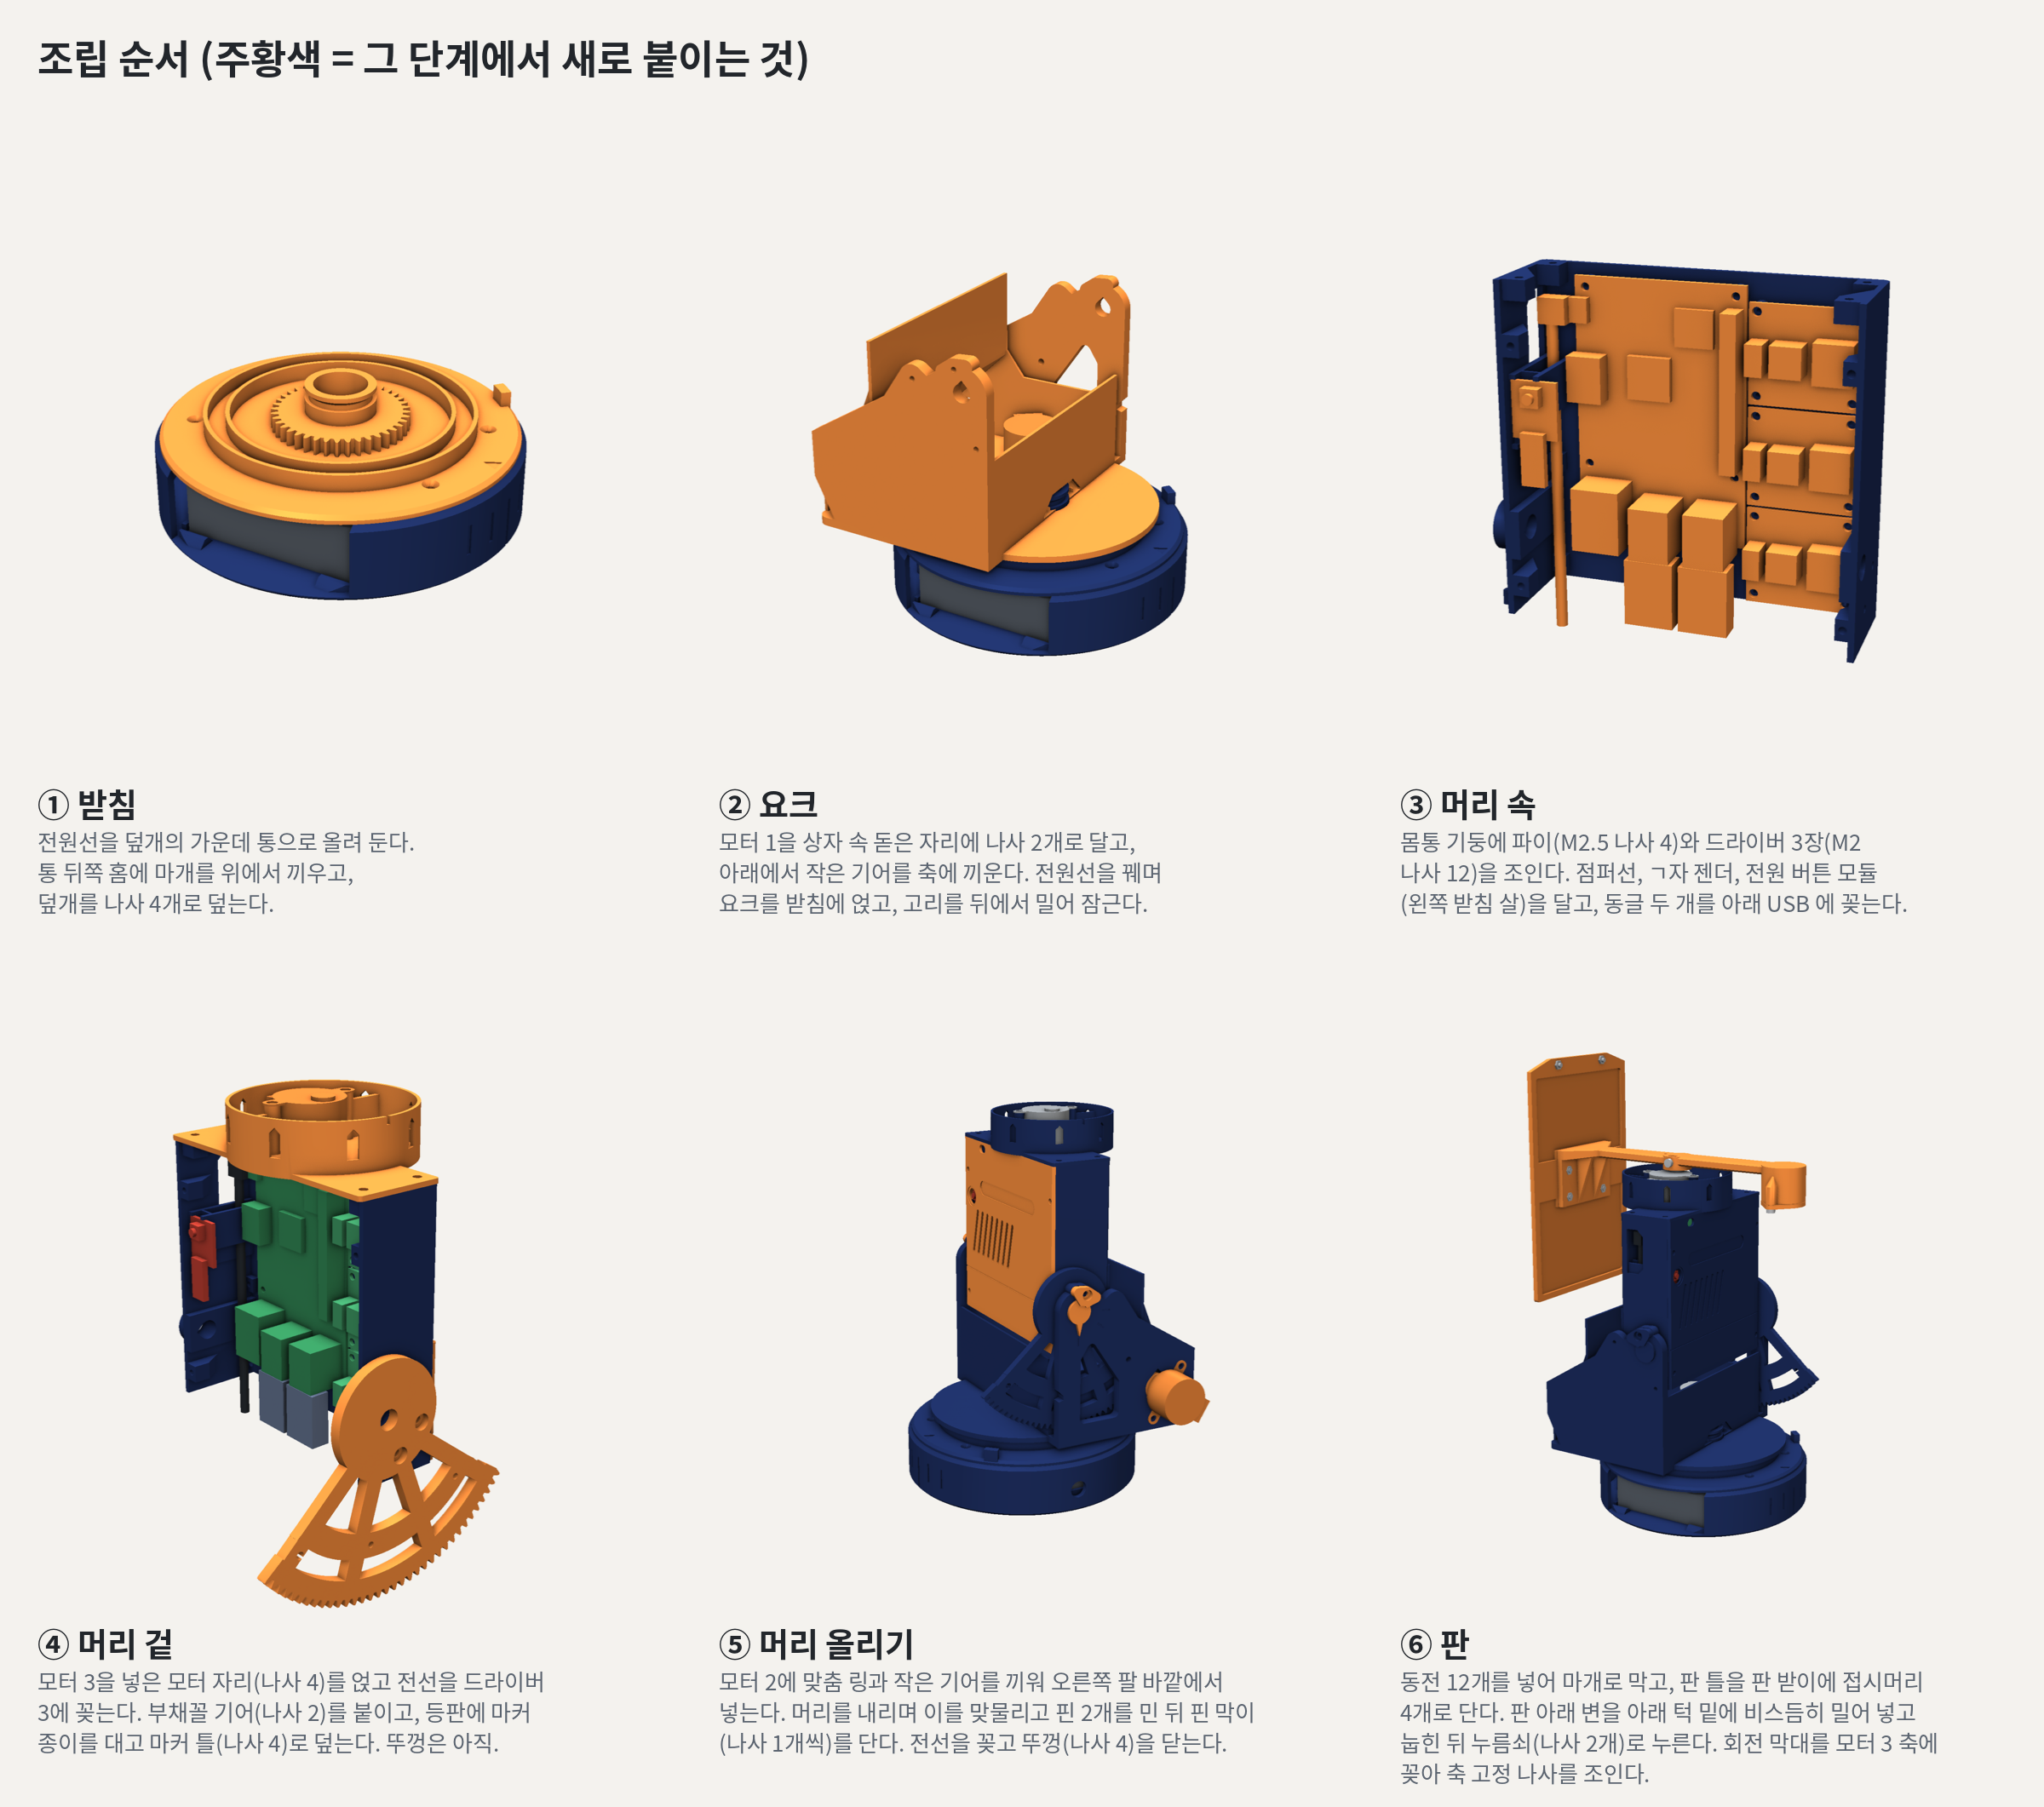 조립 순서 (주황색 = 그 단계에서 새로 붙이는 것)
① 받침
전원선을 덮개의 가운데 통으로 올려 둔다.
통 뒤쪽 홈에 마개를 위에서 끼우고,
덮개를 나사 4개로 덮는다.
② 요크
모터 1을 상자 속 돋은 자리에 나사 2개로 달고,
아래에서 작은 기어를 축에 끼운다. 전원선을 꿰며
요크를 받침에 얹고, 고리를 뒤에서 밀어 잠근다.
③ 머리 속
몸통 기둥에 파이(M2.5 나사 4)와 드라이버 3장(M2
나사 12)을 조인다. 점퍼선, ㄱ자 젠더, 전원 버튼 모듈
(왼쪽 받침 살)을 달고, 동글 두 개를 아래 USB 에 꽂는다.
④ 머리 겉
모터 3을 넣은 모터 자리(나사 4)를 얹고 전선을 드라이버
3에 꽂는다. 부채꼴 기어(나사 2)를 붙이고, 등판에 마커
종이를 대고 마커 틀(나사 4)로 덮는다. 뚜껑은 아직.
⑤ 머리 올리기
모터 2에 맞춤 링과 작은 기어를 끼워 오른쪽 팔 바깥에서
넣는다. 머리를 내리며 이를 맞물리고 핀 2개를 민 뒤 핀 막이
(나사 1개씩)를 단다. 전선을 꽂고 뚜껑(나사 4)을 닫는다.
⑥ 판
동전 12개를 넣어 마개로 막고, 판 틀을 판 받이에 접시머리
4개로 단다. 판 아래 변을 아래 턱 밑에 비스듬히 밀어 넣고
눕힌 뒤 누름쇠(나사 2개)로 누른다. 회전 막대를 모터 3 축에
꽂아 축 고정 나사를 조인다.